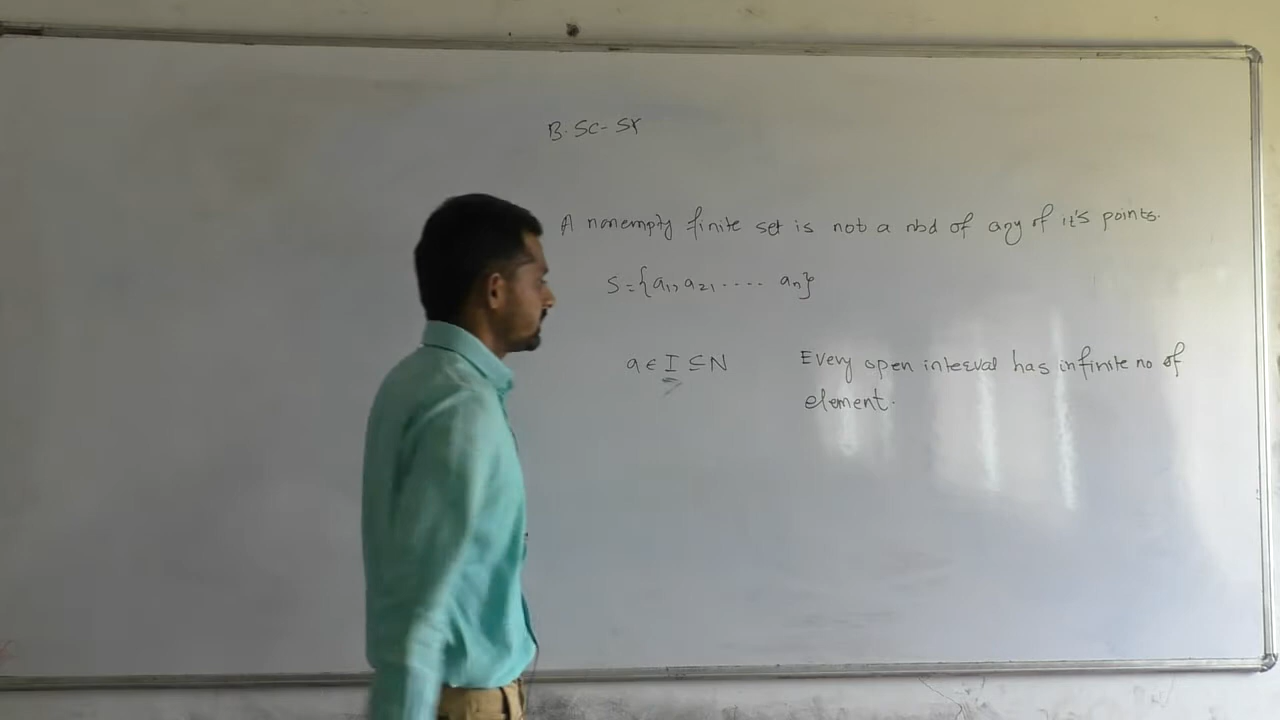 B.SC-SY
A nonempty finite set is not a nbd of any of it's points.
S={a₁, a₂, .... aₙ}
a ∈ I ⊆ N
Every open interval has infinite no of
element.